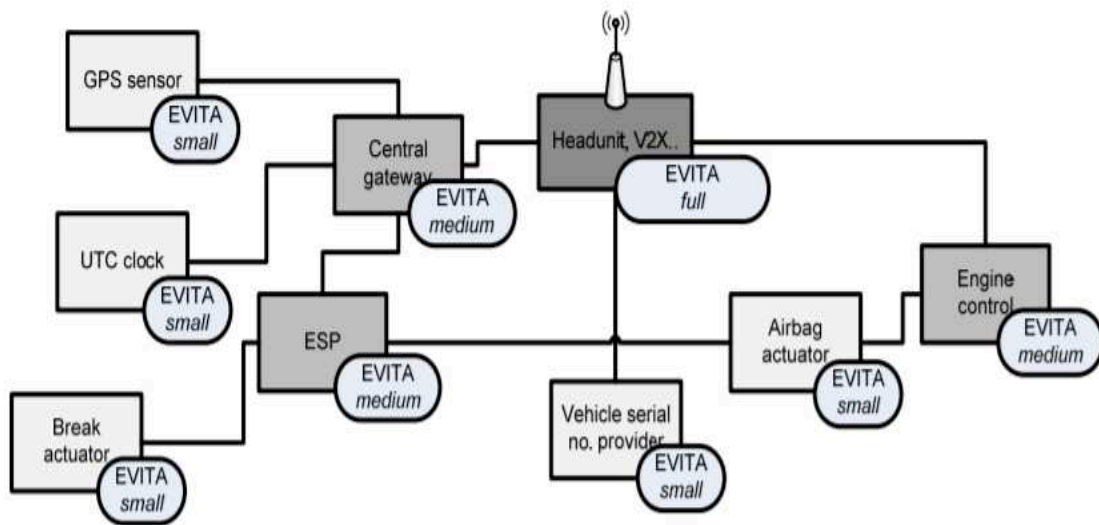 GPS sensor
EVITA
small
Central
gateway
EVITA
medium
Headunit, V2X..
EVITA
full
UTC clock
EVITA
small
ESP
EVITA
medium
Break
actuator
EVITA
small
Vehicle serial
no. provider
EVITA
small
Airbag
actuator
EVITA
small
Engine
control
EVITA
medium